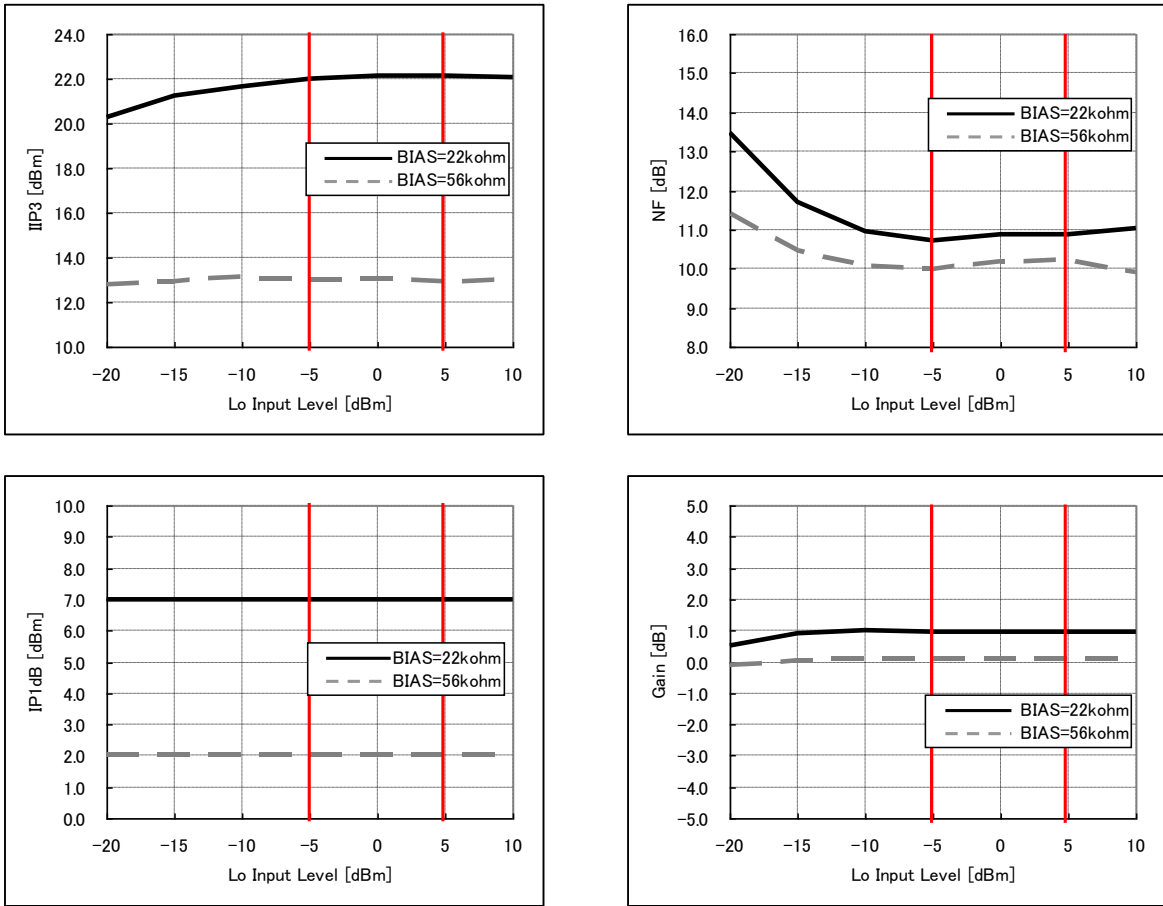 24.0
22.0
20.0
18.0
16.0
14.0
12.0
10.0
IIP3 [dBm]
BIAS=22kohm
BIAS=56kohm
-20 -15 -10 -5 0 5 10
Lo Input Level [dBm]
16.0
15.0
14.0
13.0
12.0
11.0
10.0
9.0
8.0
NF [dB]
BIAS=22kohm
BIAS=56kohm
-20 -15 -10 -5 0 5 10
Lo Input Level [dBm]
10.0
9.0
8.0
7.0
6.0
5.0
4.0
3.0
2.0
1.0
0.0
IP1dB [dBm]
BIAS=22kohm
BIAS=56kohm
-20 -15 -10 -5 0 5 10
Lo Input Level [dBm]
5.0
4.0
3.0
2.0
1.0
0.0
-1.0
-2.0
-3.0
-4.0
-5.0
Gain [dB]
BIAS=22kohm
BIAS=56kohm
-20 -15 -10 -5 0 5 10
Lo Input Level [dBm]